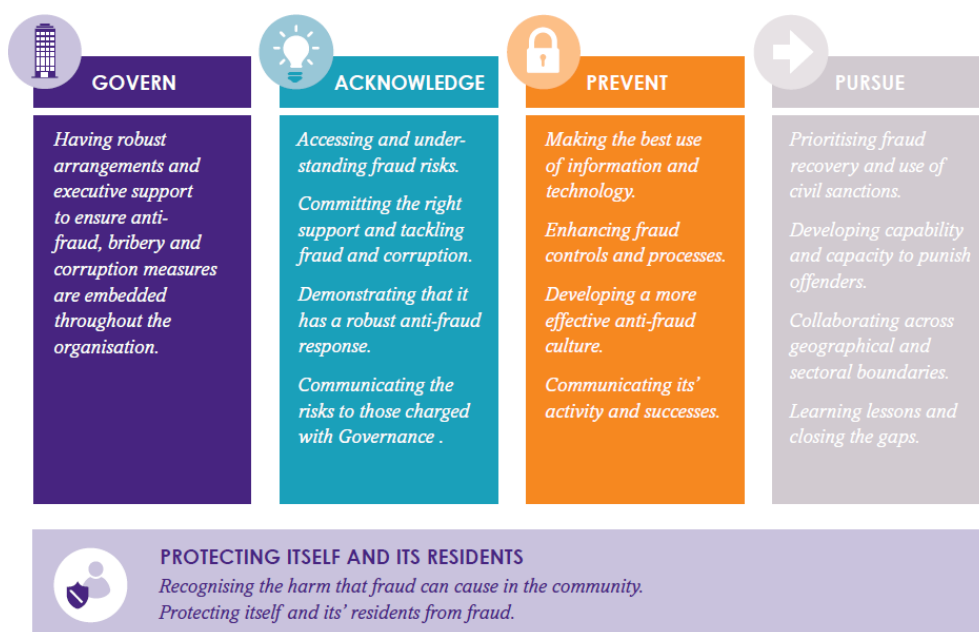 GOVERN
Having robust
arrangements and
executive support
to ensure anti-
fraud, bribery and
corruption measures
are embedded
throughout the
organisation.
ACKNOWLEDGE
Accessing and under-
standing fraud risks.
Committing the right
support and tackling
fraud and corruption.
Demonstrating that it
has a robust anti-fraud
response.
Communicating the
risks to those charged
with Governance .
PREVENT
Making the best use
of information and
technology.
Enhancing fraud
controls and processes.
Developing a more
effective anti-fraud
culture.
Communicating its’
activity and successes.
PURSUE
Prioritising fraud
recovery and use of
civil sanctions.
Developing capability
and capacity to punish
offenders.
Collaborating across
geographical and
sectoral boundaries.
Learning lessons and
closing the gaps.
PROTECTING ITSELF AND ITS RESIDENTS
Recognising the harm that fraud can cause in the community.
Protecting itself and its’ residents from fraud.